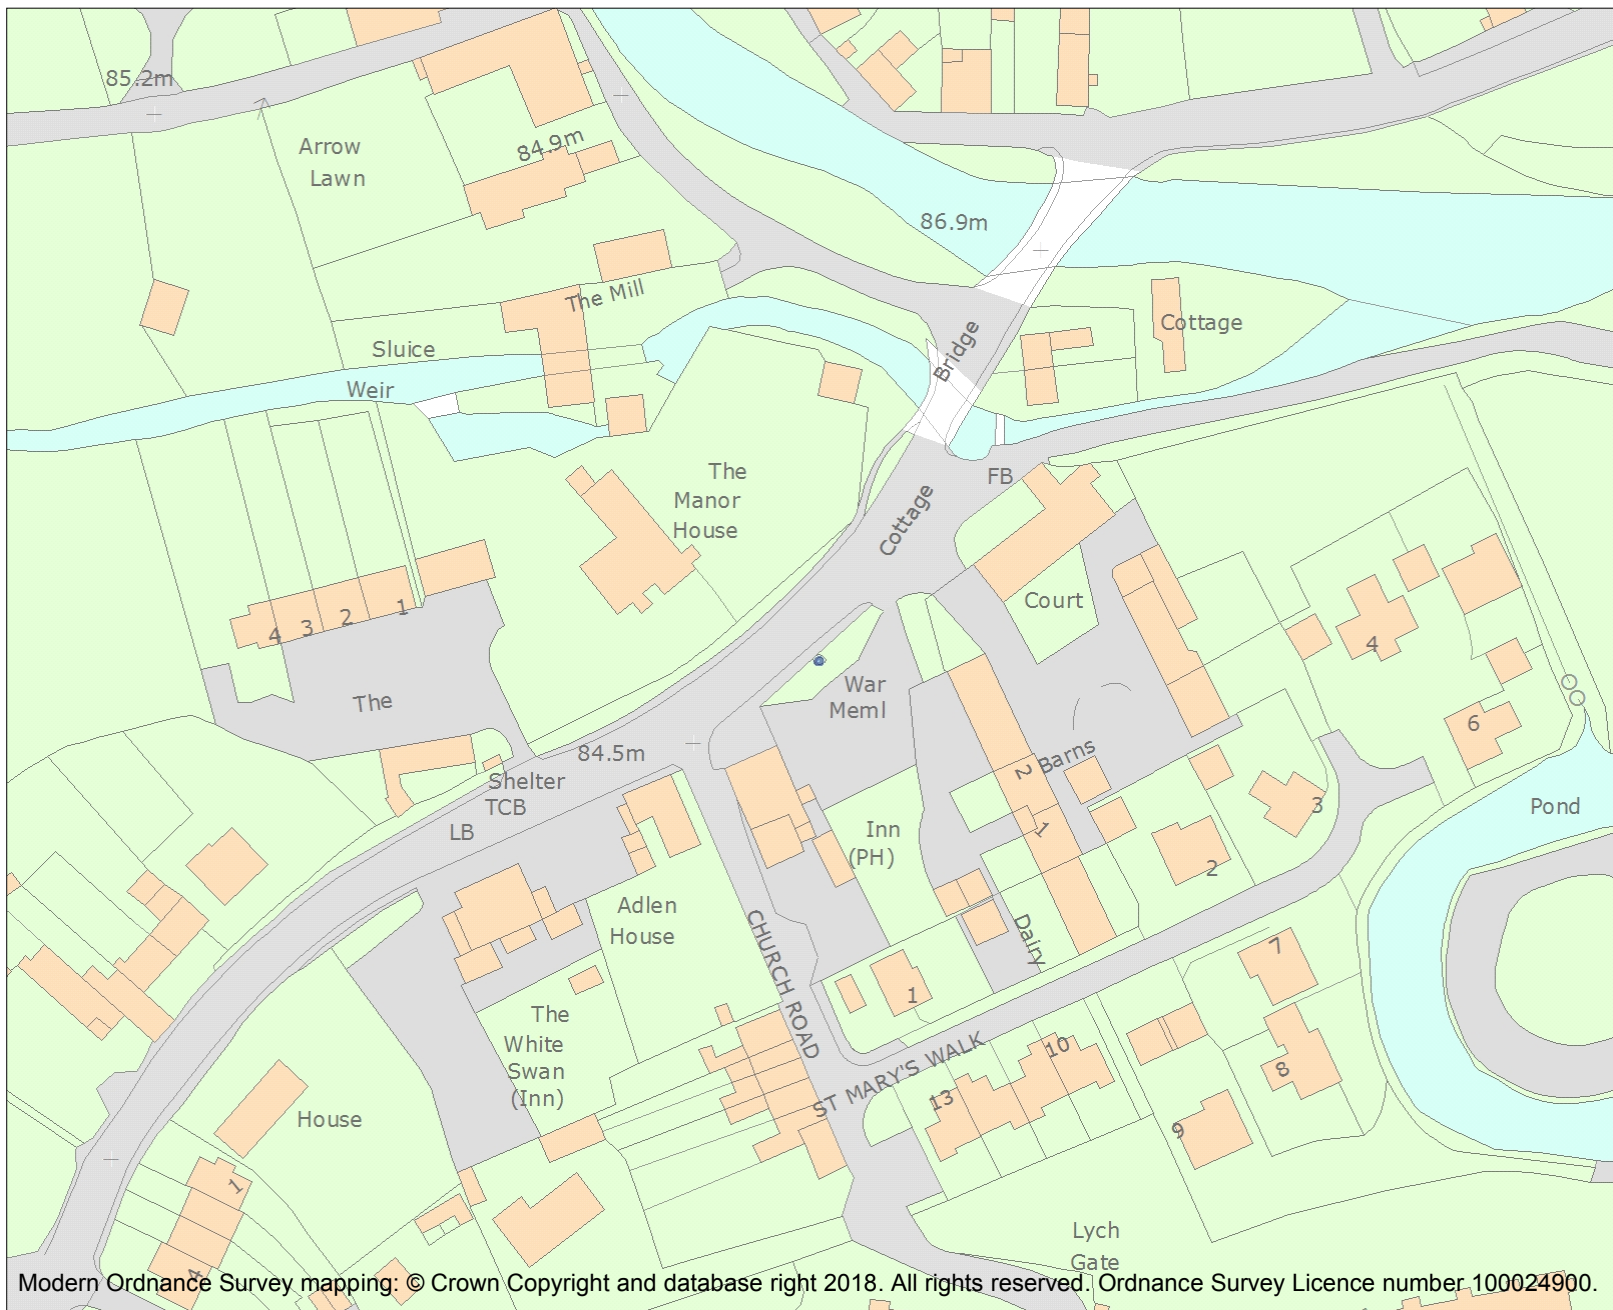 85.2m
Arrow
Lawn
84.9m
86.9m
The Mill
Sluice
Weir
Bridge
Cottage
The
Manor
House
FB
Cottage
Court
4
3
2
1
4
The
War
Meml
6
84.5m
Shelter
TCB
LB
2
Barns
1
Inn
(PH)
3
2
Pond
Adlen
House
CHURCH ROAD
Dairy
7
1
The
White
Swan
(Inn)
ST MARY'S WALK
10
13
8
9
House
1
4
Lych
Gate
Modern Ordnance Survey mapping: © Crown Copyright and database right 2018. All rights reserved. Ordnance Survey Licence number 100024900.